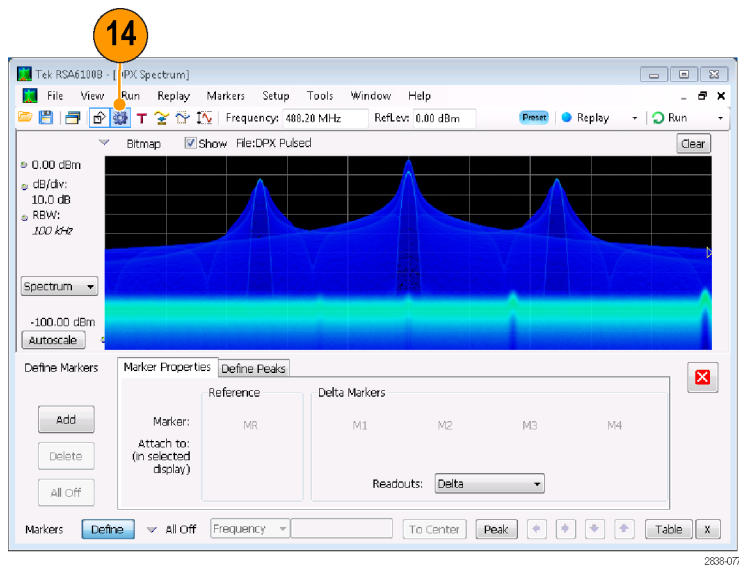 14
Tek RSA6100B - [DPX Spectrum]
File View Run Replay Markers Setup Tools Window Help
T Frequency: 488.20 MHz RefLev: 0.00 dBm Preset Replay Run
Bitmap Show File:DPX Pulsed Clear
0.00 dBm
dB/div:
10.0 dB
RBW:
100 kHz
Spectrum
-100.00 dBm
Autoscale
Define Markers Marker Properties Define Peaks
Reference Delta Markers
Add Marker: MR M1 M2 M3 M4
Attach to:
(in selected
display)
Delete
Readouts: Delta
All Off
Markers Define All Off Frequency To Center Peak Table X
2838-077